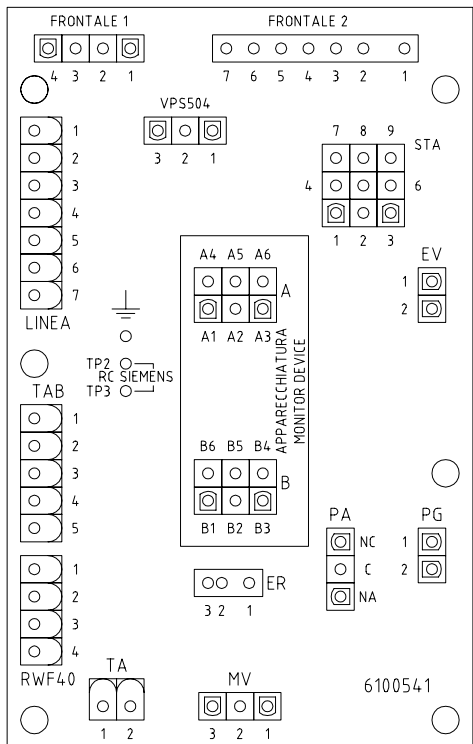 FRONTALE 1
FRONTALE 2
4 3 2 1
7 6 5 4 3 2 1
VPS504
3 2 1
1
2
3
4
5
6
7
LINEA
7 8 9
STA
4 6
1 2 3
EV
1
2
A4 A5 A6
A
A1 A2 A3
APPARECCHIATURA
MONITOR DEVICE
B6 B5 B4
B
B1 B2 B3
TP2
RC SIEMENS
TP3
TAB
1
2
3
4
5
PA
NC
C
NA
PG
1
2
ER
3 2 1
1
2
3
4
RWF40
TA
1 2
MV
3 2 1
6100541